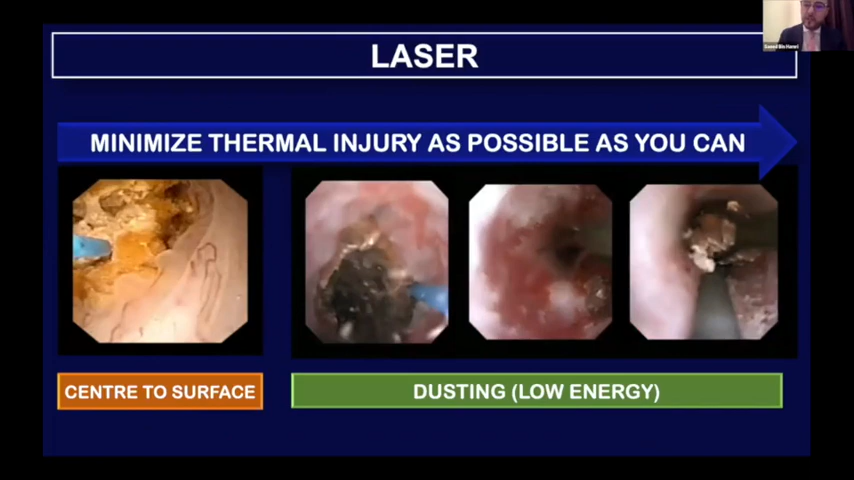 LASER
MINIMIZE THERMAL INJURY AS POSSIBLE AS YOU CAN
CENTRE TO SURFACE
DUSTING (LOW ENERGY)